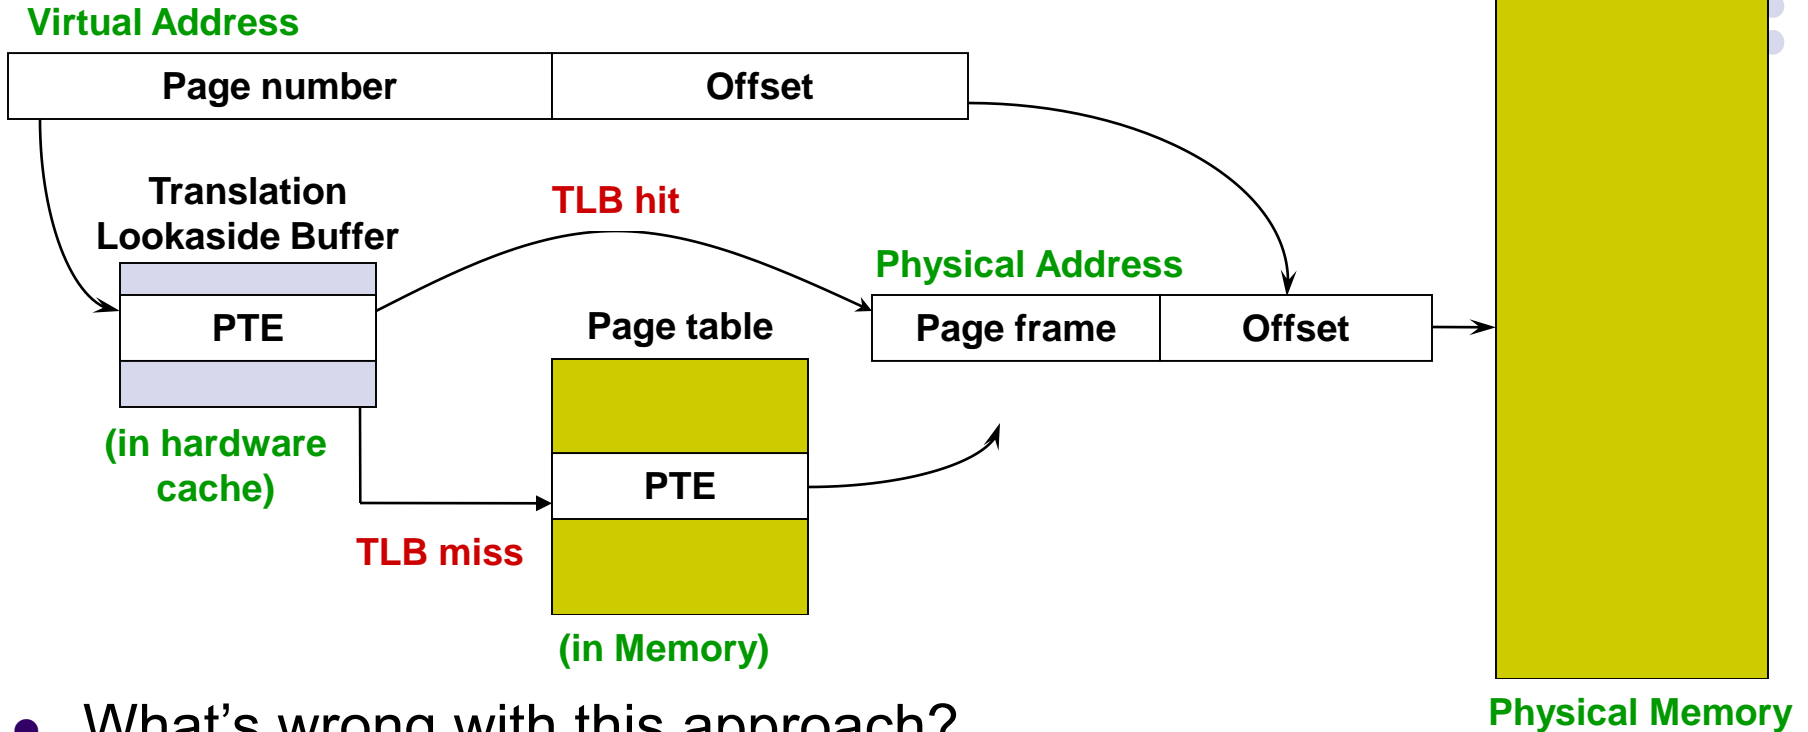 Virtual Address
Page number
Offset
Translation
Lookaside Buffer
TLB hit
Physical Address
PTE
Page table
Page frame
Offset
(in hardware
cache)
PTE
TLB miss
(in Memory)
What's wrong with this approach?
Physical Memory